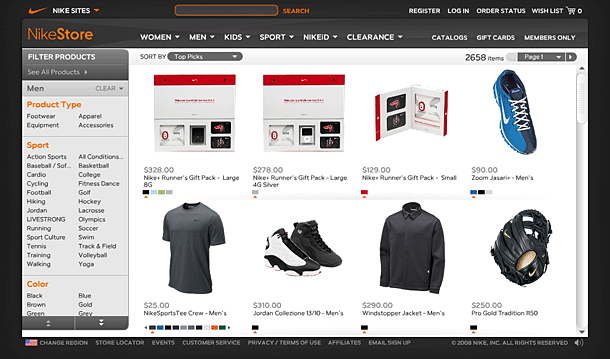 NIKE SITES
SEARCH
REGISTER LOG IN ORDER STATUS WISH LIST 0
NikeStore
WOMEN MEN KIDS SPORT NIKEID CLEARANCE
CATALOGS GIFT CARDS MEMBERS ONLY
FILTER PRODUCTS
See All Products
Men CLEAR
Product Type
Footwear Apparel
Equipment Accessories
Sport
Action Sports All Conditions...
Baseball / Sof... Basketball
Cardio College
Cycling Fitness Dance
Football Golf
Hiking Hockey
Jordan Lacrosse
LIVESTRONG Olympics
Running Soccer
Sport Culture Swim
Tennis Track & Field
Training Volleyball
Walking Yoga
Color
Black Blue
Brown Gold
Green Grey
SORT BY Top Picks
2658 items Page 1
$328.00
Nike+ Runner's Gift Pack - Large
8G
$278.00
Nike+ Runner's Gift Pack - Large
4G Silver
$129.00
Nike+ Runner's Gift Pack - Small
$90.00
Zoom Jasari+ - Men's
$25.00
NikeSportsTee Crew - Men's
$310.00
Jordan Collezione 13/10 - Men's
$290.00
Windstopper Jacket - Men's
$250.00
Pro Gold Tradition 1150
CHANGE REGION STORE LOCATOR EVENTS CUSTOMER SERVICE PRIVACY / TERMS OF USE AFFILIATES EMAIL SIGN UP
© 2008 NIKE, INC. ALL RIGHTS RESERVED